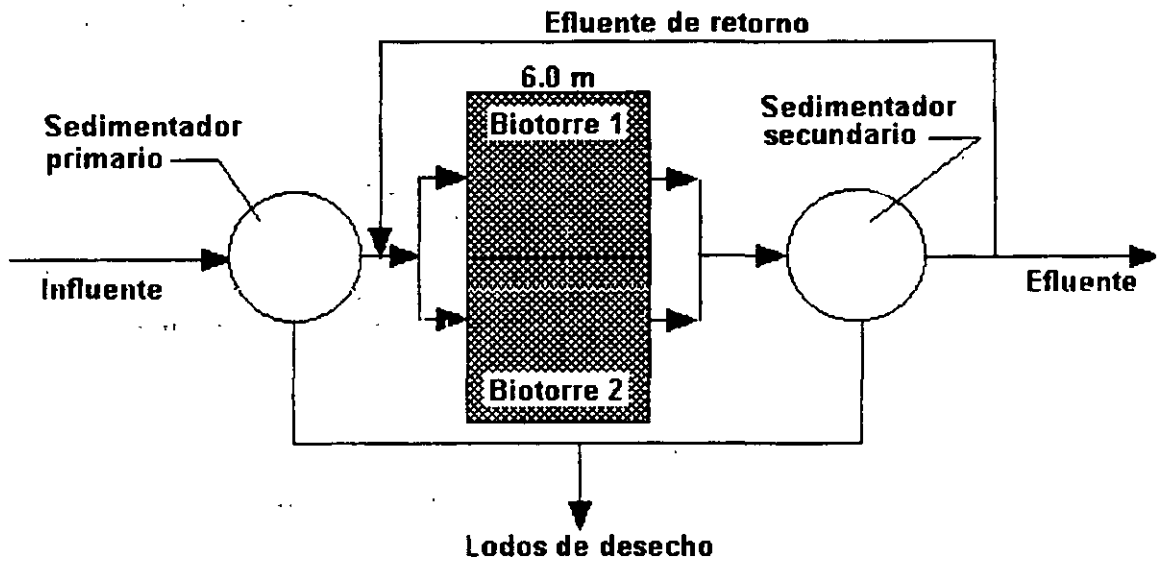 Efluente de retorno
6.0 m
Sedimentador
primario
Biotorre 1
Sedimentador
secundario
Influente
Efluente
Biotorre 2
Lodos de desecho